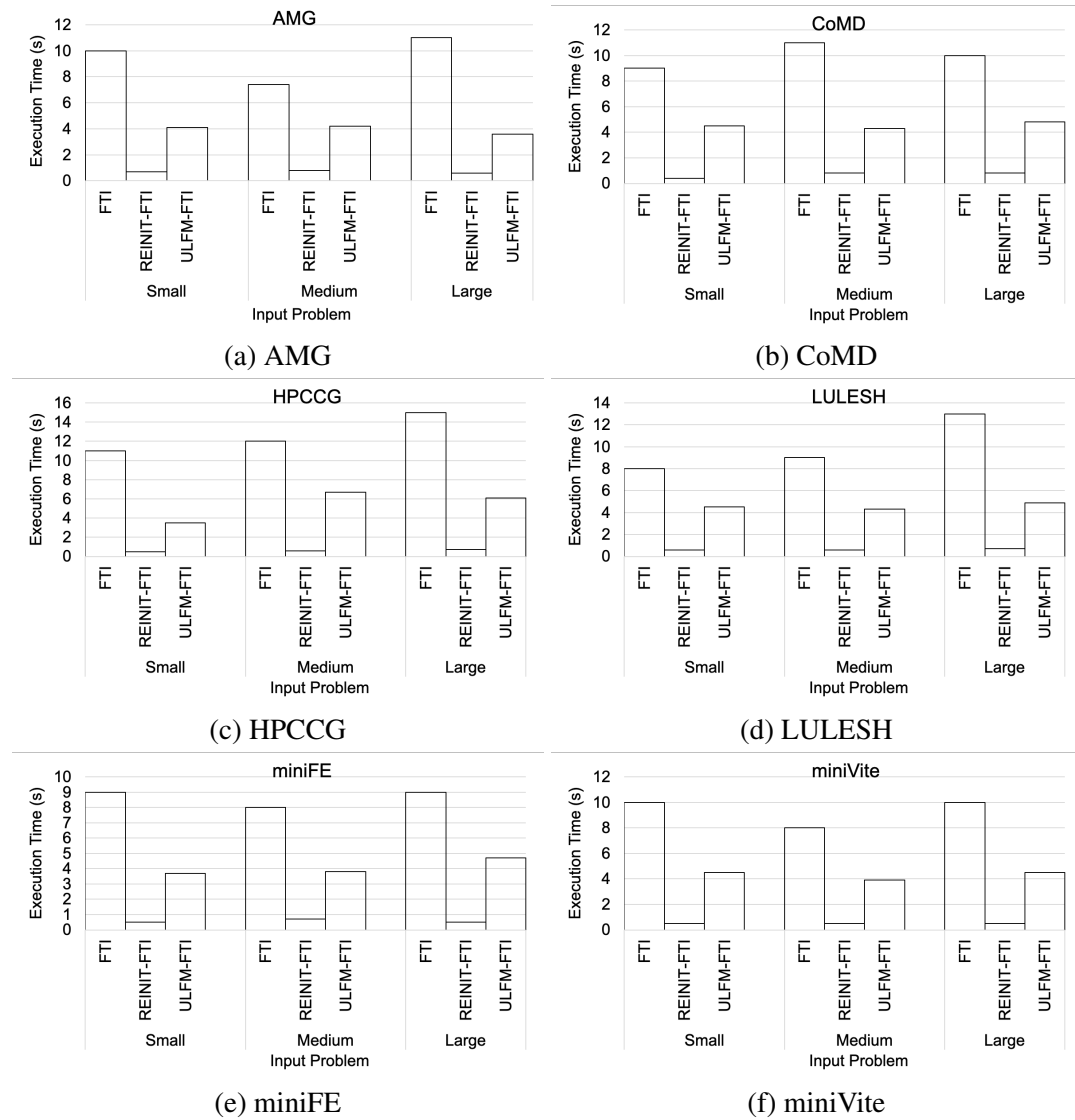 AMG
Execution Time (s)
12
10
8
6
4
2
0
FTI
REINIT-FTI
ULFM-FTI
FTI
REINIT-FTI
ULFM-FTI
FTI
REINIT-FTI
ULFM-FTI
Small Medium Large
Input Problem
(a) AMG
CoMD
Execution Time (s)
12
10
8
6
4
2
0
FTI
REINIT-FTI
ULFM-FTI
FTI
REINIT-FTI
ULFM-FTI
FTI
REINIT-FTI
ULFM-FTI
Small Medium Large
Input Problem
(b) CoMD
HPCCG
Execution Time (s)
16
14
12
10
8
6
4
2
0
FTI
REINIT-FTI
ULFM-FTI
FTI
REINIT-FTI
ULFM-FTI
FTI
REINIT-FTI
ULFM-FTI
Small Medium Large
Input Problem
(c) HPCCG
LULESH
Execution Time (s)
14
12
10
8
6
4
2
0
FTI
REINIT-FTI
ULFM-FTI
FTI
REINIT-FTI
ULFM-FTI
FTI
REINIT-FTI
ULFM-FTI
Small Medium Large
Input Problem
(d) LULESH
miniFE
Execution Time (s)
10
9
8
7
6
5
4
3
2
1
0
FTI
REINIT-FTI
ULFM-FTI
FTI
REINIT-FTI
ULFM-FTI
FTI
REINIT-FTI
ULFM-FTI
Small Medium Large
Input Problem
(e) miniFE
miniVite
Execution Time (s)
12
10
8
6
4
2
0
FTI
REINIT-FTI
ULFM-FTI
FTI
REINIT-FTI
ULFM-FTI
FTI
REINIT-FTI
ULFM-FTI
Small Medium Large
Input Problem
(f) miniVite